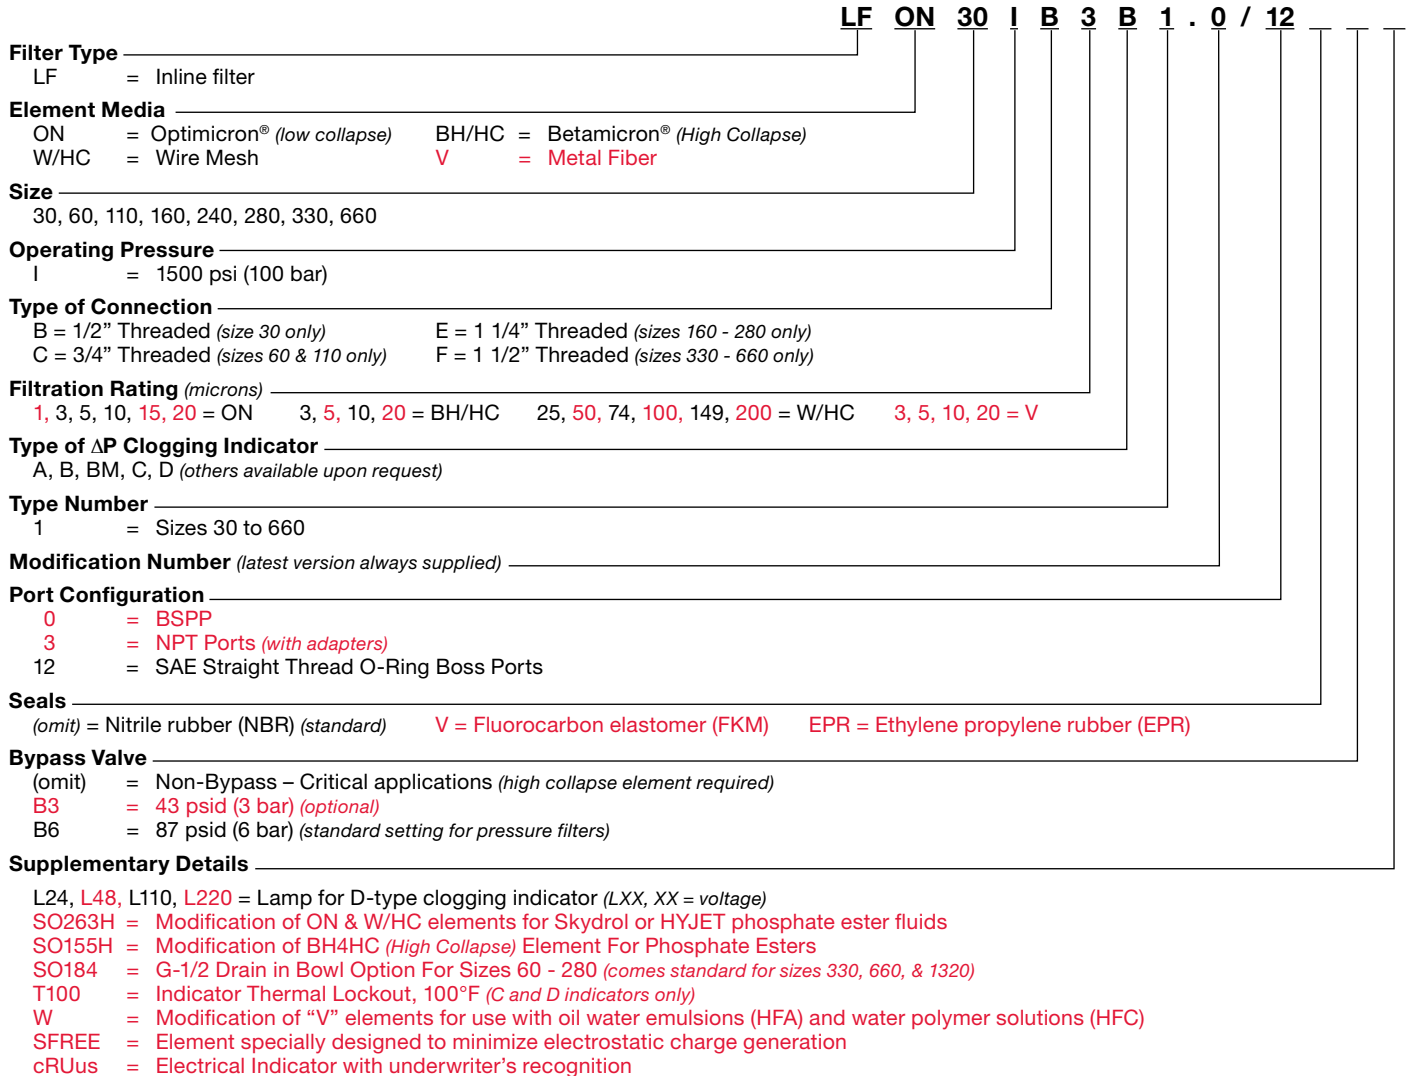 LF ON 30 I B 3 B 1 . 0 / 12 _ _ _
Filter Type
LF = Inline filter
Element Media
ON = Optimicron® (low collapse) BH/HC = Betamicron® (High Collapse)
W/HC = Wire Mesh V = Metal Fiber
Size
30, 60, 110, 160, 240, 280, 330, 660
Operating Pressure
I = 1500 psi (100 bar)
Type of Connection
B = 1/2” Threaded (size 30 only) E = 1 1/4” Threaded (sizes 160 - 280 only)
C = 3/4” Threaded (sizes 60 & 110 only) F = 1 1/2” Threaded (sizes 330 - 660 only)
Filtration Rating (microns)
1, 3, 5, 10, 15, 20 = ON 3, 5, 10, 20 = BH/HC 25, 50, 74, 100, 149, 200 = W/HC 3, 5, 10, 20 = V
Type of ΔP Clogging Indicator
A, B, BM, C, D (others available upon request)
Type Number
1 = Sizes 30 to 660
Modification Number (latest version always supplied)
Port Configuration
0 = BSPP
3 = NPT Ports (with adapters)
12 = SAE Straight Thread O-Ring Boss Ports
Seals
(omit) = Nitrile rubber (NBR) (standard) V = Fluorocarbon elastomer (FKM) EPR = Ethylene propylene rubber (EPR)
Bypass Valve
(omit) = Non-Bypass – Critical applications (high collapse element required)
B3 = 43 psid (3 bar) (optional)
B6 = 87 psid (6 bar) (standard setting for pressure filters)
Supplementary Details
L24, L48, L110, L220 = Lamp for D-type clogging indicator (LXX, XX = voltage)
SO263H = Modification of ON & W/HC elements for Skydrol or HYJET phosphate ester fluids
SO155H = Modification of BH4HC (High Collapse) Element For Phosphate Esters
SO184 = G-1/2 Drain in Bowl Option For Sizes 60 - 280 (comes standard for sizes 330, 660, & 1320)
T100 = Indicator Thermal Lockout, 100°F (C and D indicators only)
W = Modification of “V” elements for use with oil water emulsions (HFA) and water polymer solutions (HFC)
SFREE = Element specially designed to minimize electrostatic charge generation
cRUus = Electrical Indicator with underwriter’s recognition